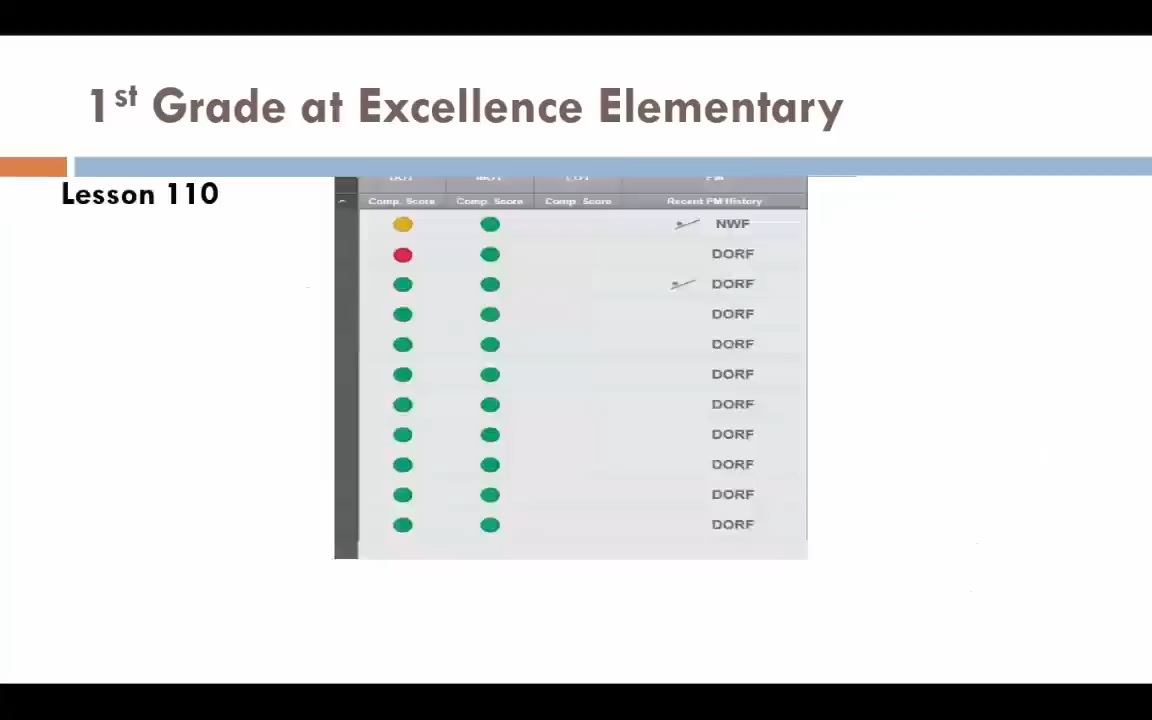 1st Grade at Excellence Elementary
Lesson 110
Comp. Score Comp. Score Comp. Score Recent PM History
NWF
DORF
DORF
DORF
DORF
DORF
DORF
DORF
DORF
DORF
DORF